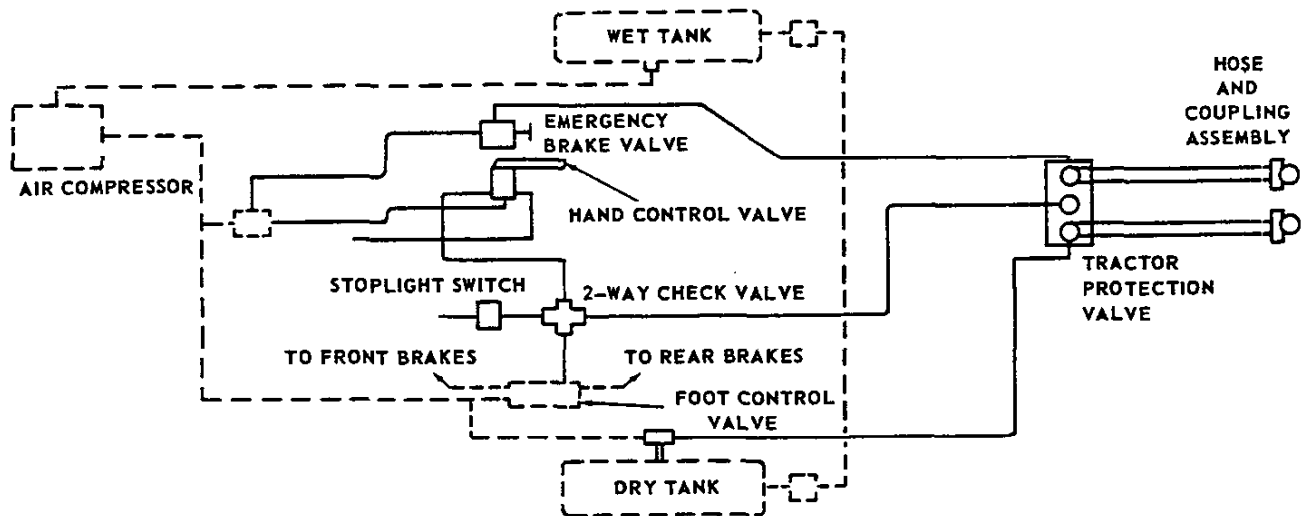 WET TANK
HOSE
AND
COUPLING
ASSEMBLY
EMERGENCY
BRAKE VALVE
AIR COMPRESSOR
HAND CONTROL VALVE
STOPLIGHT SWITCH
2-WAY CHECK VALVE
TRACTOR
PROTECTION
VALVE
TO FRONT BRAKES
TO REAR BRAKES
FOOT CONTROL
VALVE
DRY TANK